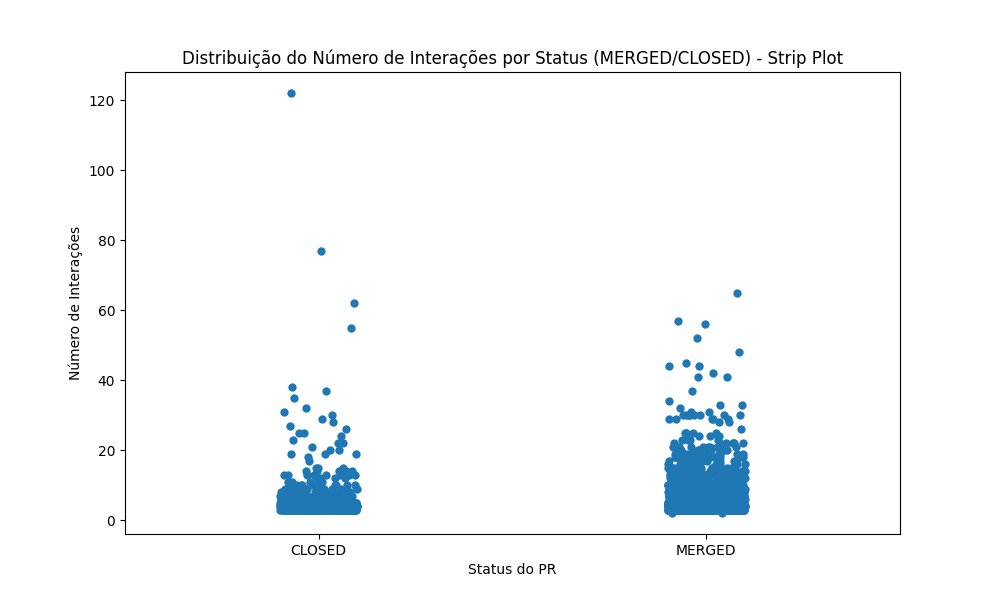 Distribuição do Número de Interações por Status (MERGED/CLOSED) - Strip Plot
Número de Interações
120
100
80
60
40
20
0
CLOSED
MERGED
Status do PR